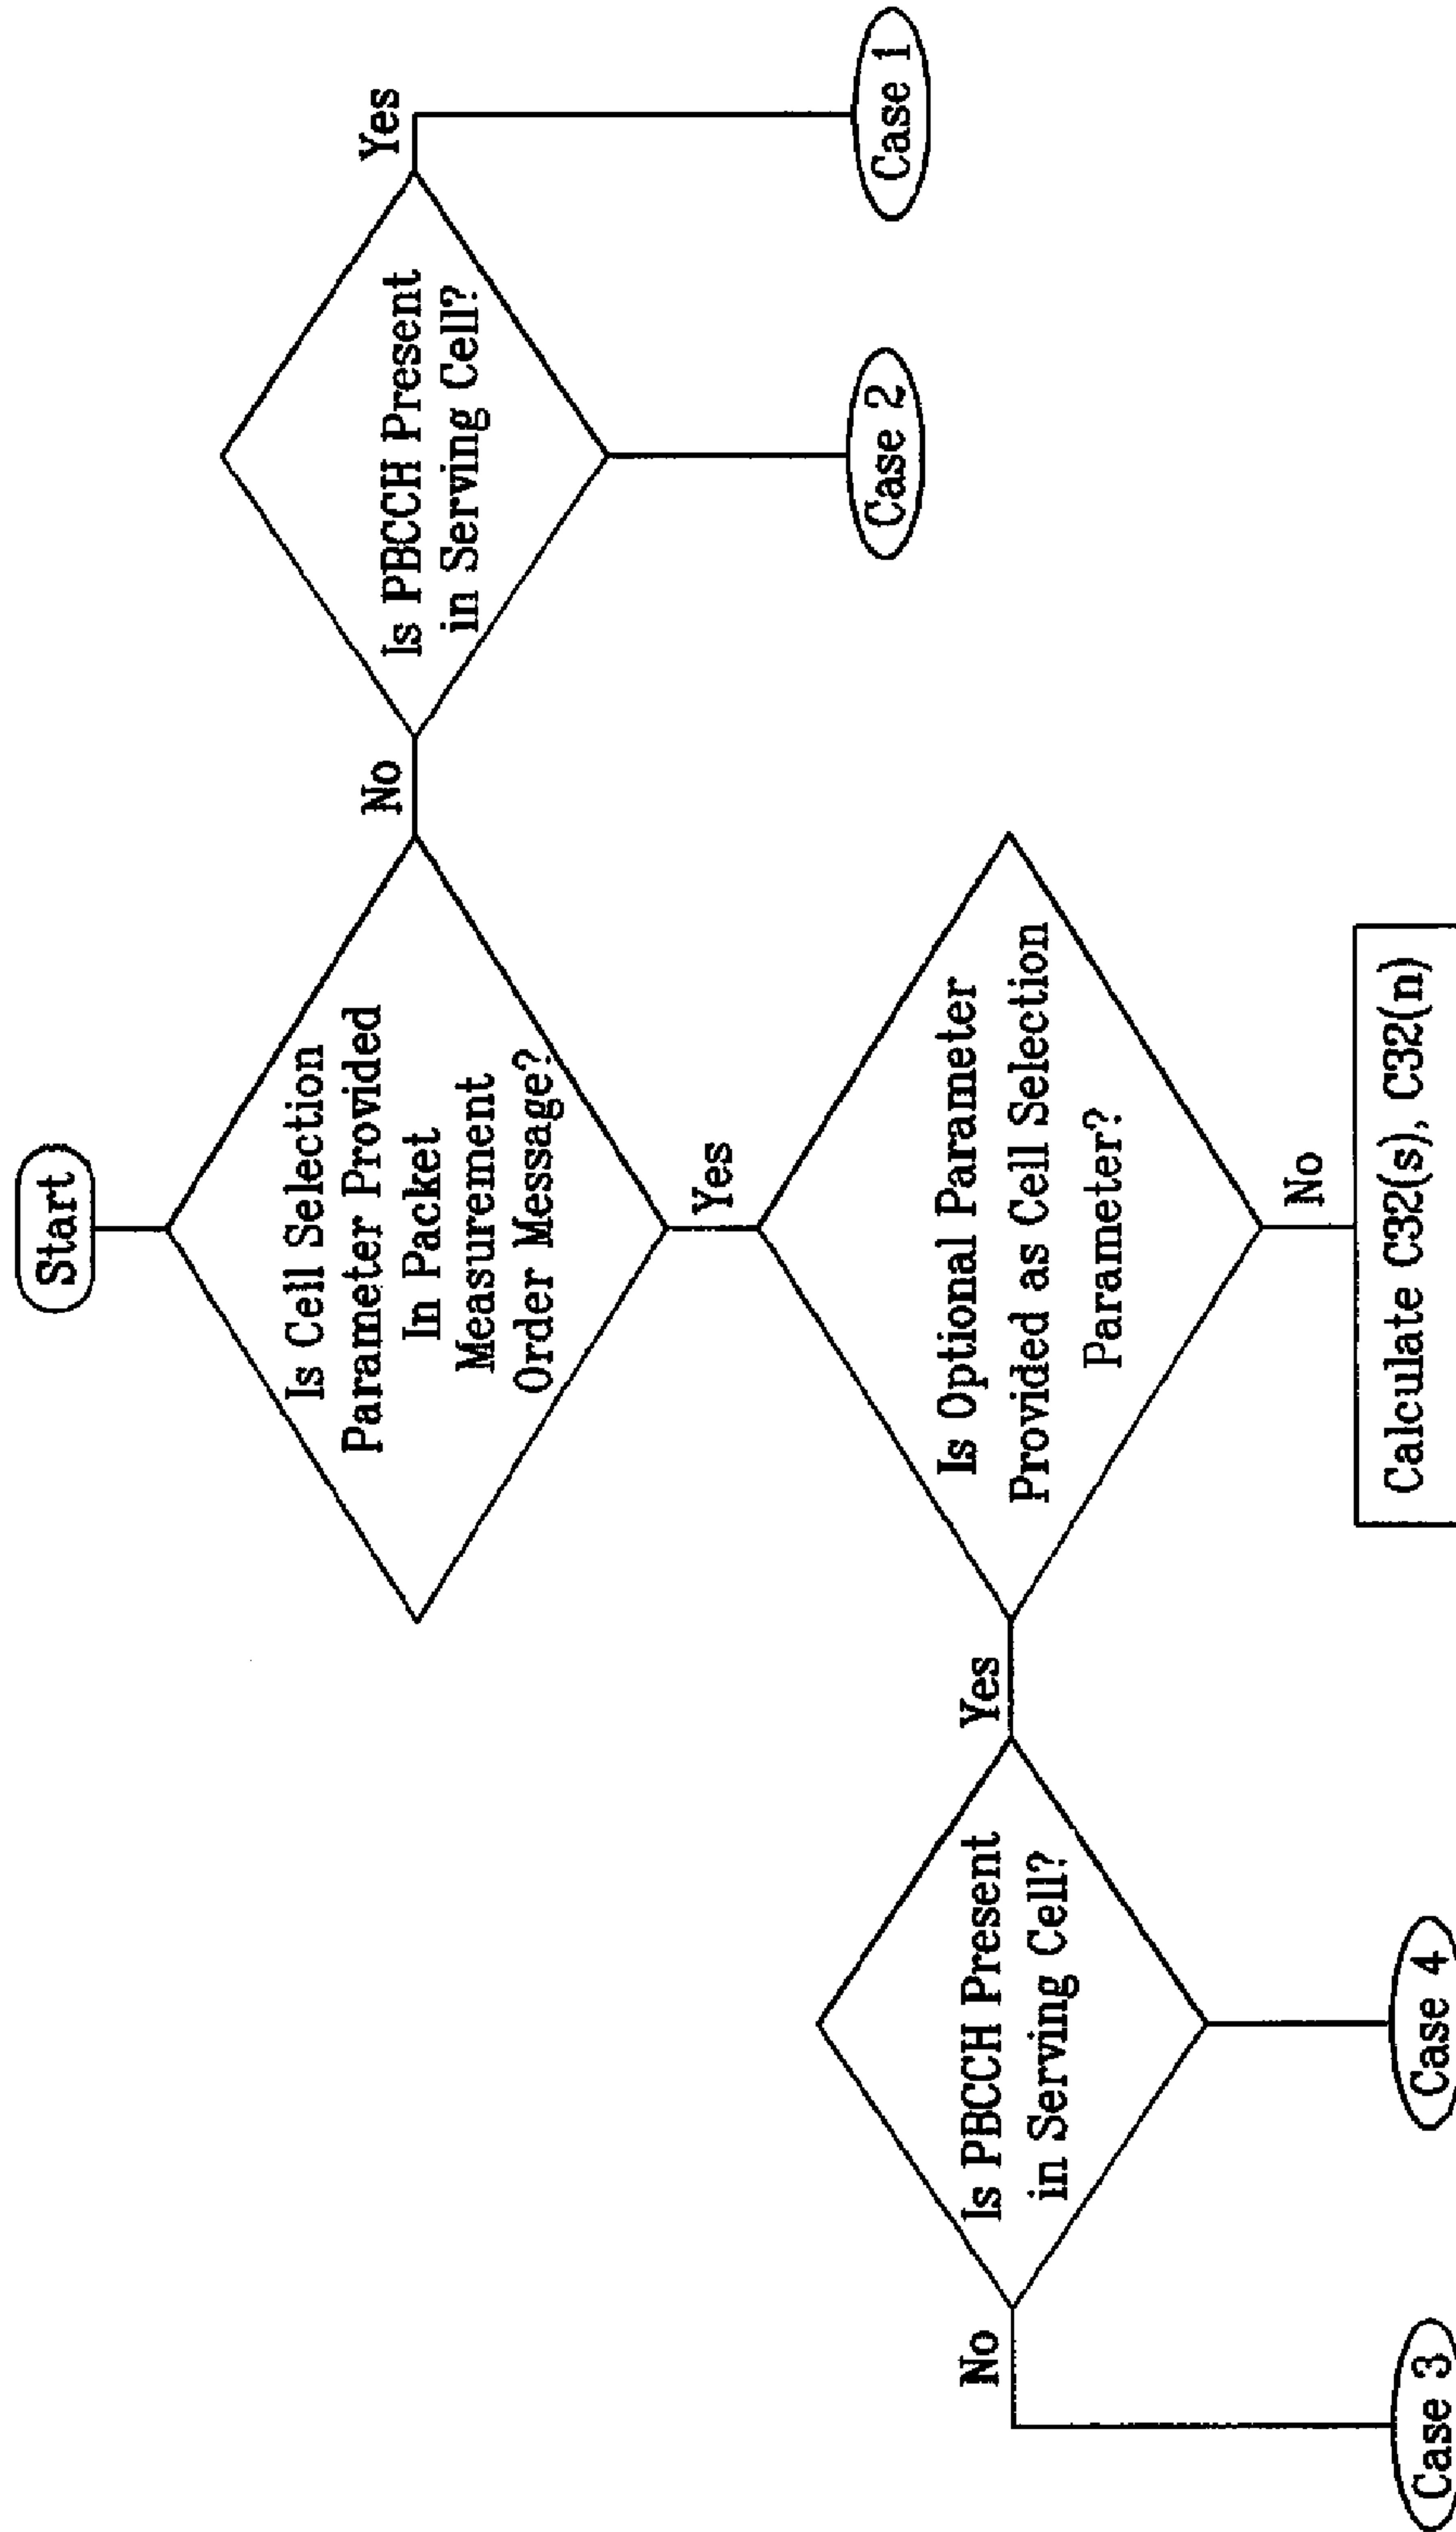 Start
Is Cell Selection
Parameter Provided
In Packet
Measurement
Order Message?
No
Is PBCCH Present
in Serving Cell?
Yes
Case 1
Case 2
Yes
Is Optional Parameter
Provided as Cell Selection
Parameter?
Yes
No
Calculate C32(s), C32(n)
Is PBCCH Present
in Serving Cell?
No
Case 3
Case 4